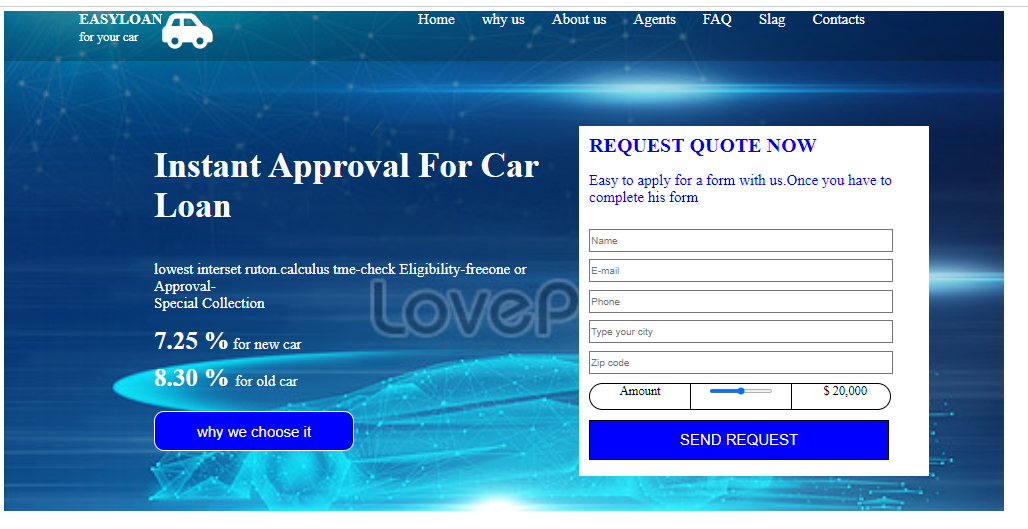 EASYLOAN
for your car
Home why us About us Agents FAQ Slag Contacts
Instant Approval For Car
Loan
lowest interset ruton.calculus tme-check Eligibility-freeone or
Approval-
Special Collection
7.25 % for new car
8.30 % for old car
why we choose it
LoveP
REQUEST QUOTE NOW
Easy to apply for a form with us.Once you have to
complete his form
Name
E-mail
Phone
Type your city
Zip code
Amount $ 20,000
SEND REQUEST